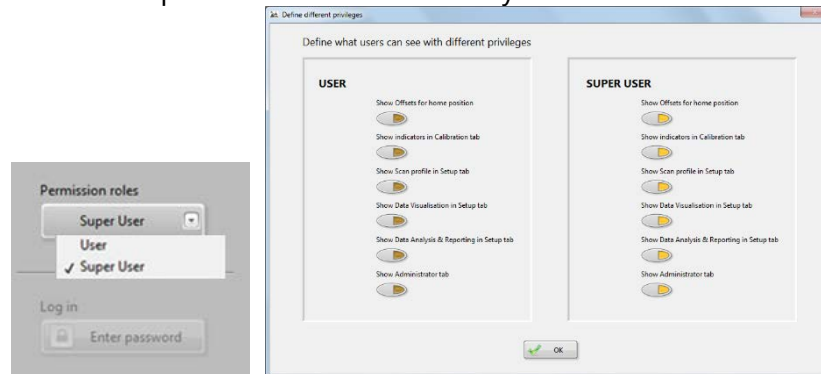 Define different privileges
Define what users can see with different privileges
USER
Show Offsets for home position
Show indicators in Calibration tab
Show Scan profile in Setup tab
Show Data Visualisation in Setup tab
Show Data Analysis & Reporting in Setup tab
Show Administrator tab
SUPER USER
Show Offsets for home position
Show indicators in Calibration tab
Show Scan profile in Setup tab
Show Data Visualisation in Setup tab
Show Data Analysis & Reporting in Setup tab
Show Administrator tab
OK
Permission roles
Super User
User
✓ Super User
Log in
Enter password